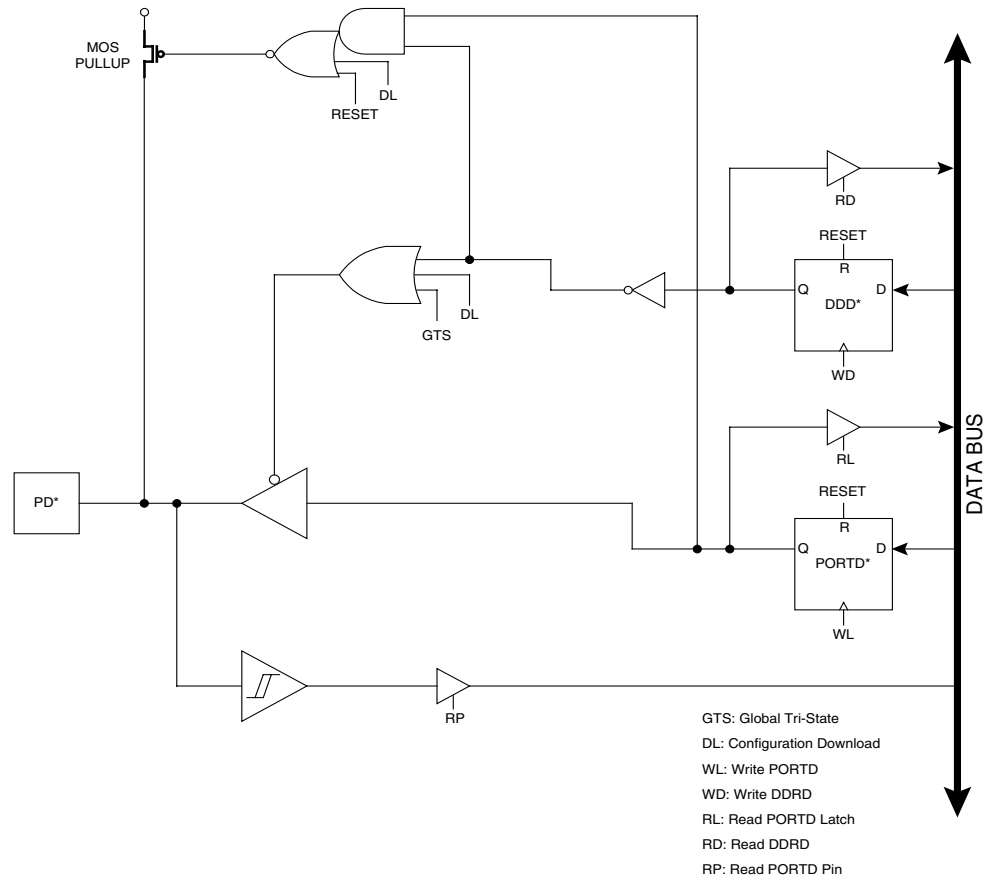 MOS
PULLUP
DL
RESET
RD
RESET
R
Q
DDD*
D
WD
DL
GTS
RL
RESET
R
Q
PORTD*
D
WL
DATA BUS
PD*
RP
GTS: Global Tri-State
DL: Configuration Download
WL: Write PORTD
WD: Write DDRD
RL: Read PORTD Latch
RD: Read DDRD
RP: Read PORTD Pin